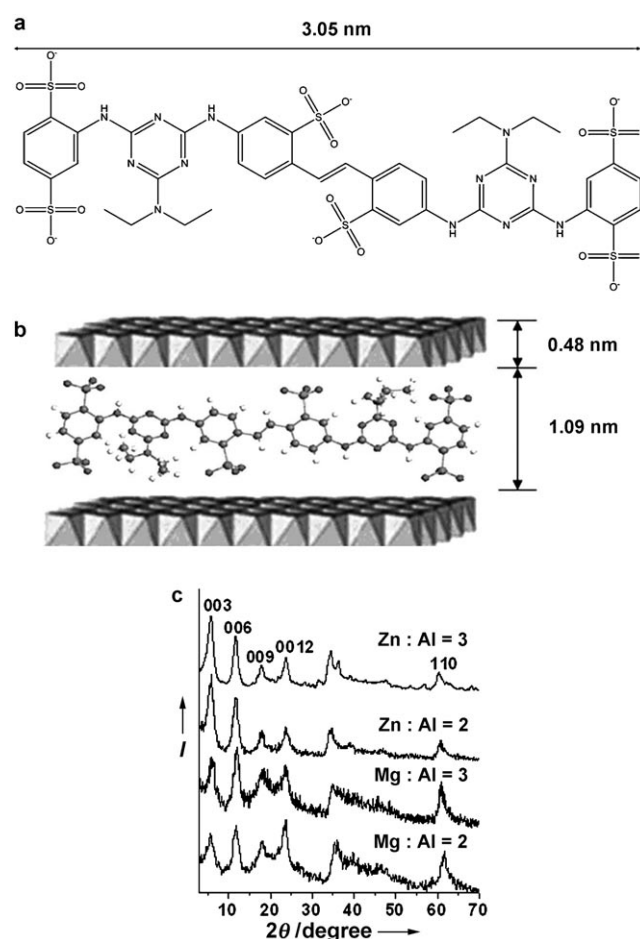 a
3.05 nm
O⁻ O⁻
O=S=O O=S=O
H H
N N N
N N
N
N
O=S=O
O⁻
O
S
O⁻
O
O
O⁻
S
O
N
N N
N N N
H H
O=S=
O⁻
O=S=
O⁻
b
0.48 nm
1.09 nm
c
003
006
009
0012
Zn : Al = 3
110
Zn : Al = 2
Mg : Al = 3
Mg : Al = 2
I
10 20 30 40 50 60 70
2θ /degree